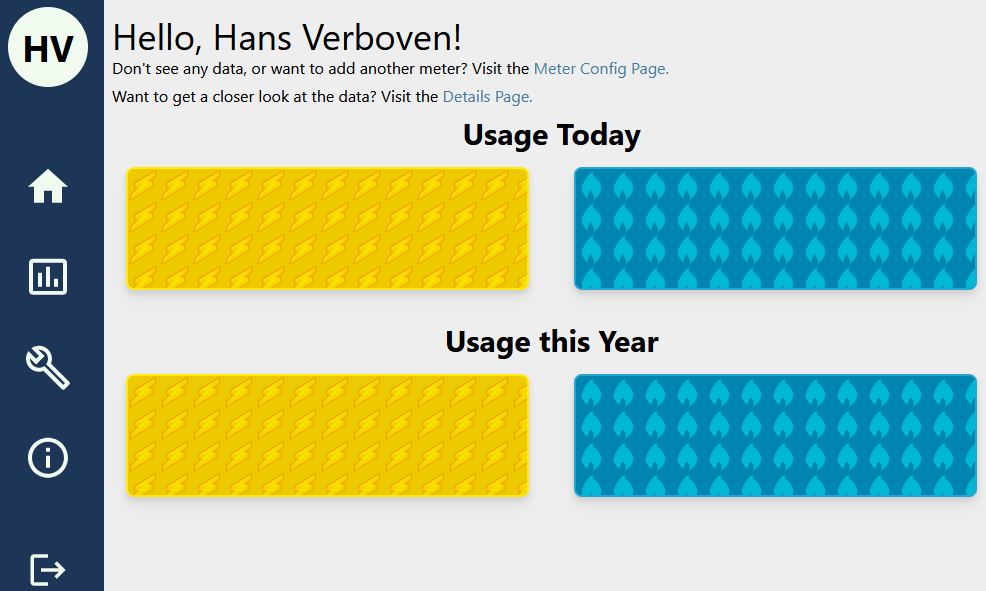 HV
Hello, Hans Verboven!
Don't see any data, or want to add another meter? Visit the Meter Config Page.
Want to get a closer look at the data? Visit the Details Page.
Usage Today
Usage this Year